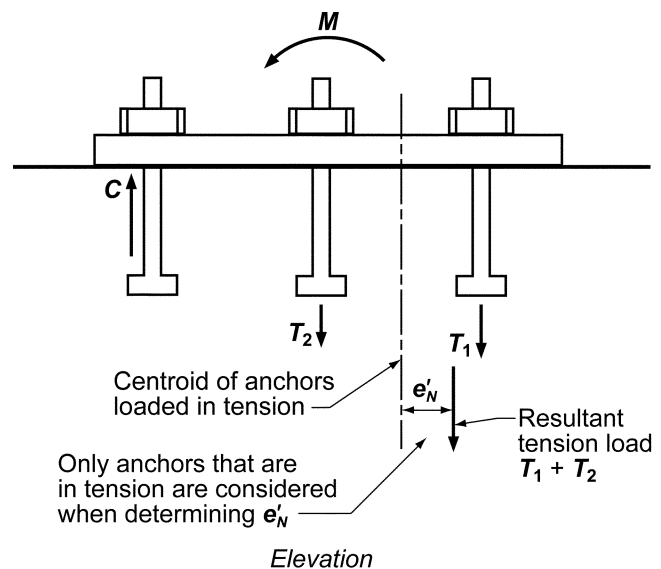 M
C
T2
T1
Centroid of anchors
loaded in tension
e'N
Resultant
tension load
T1 + T2
Only anchors that are
in tension are considered
when determining e'N
Elevation